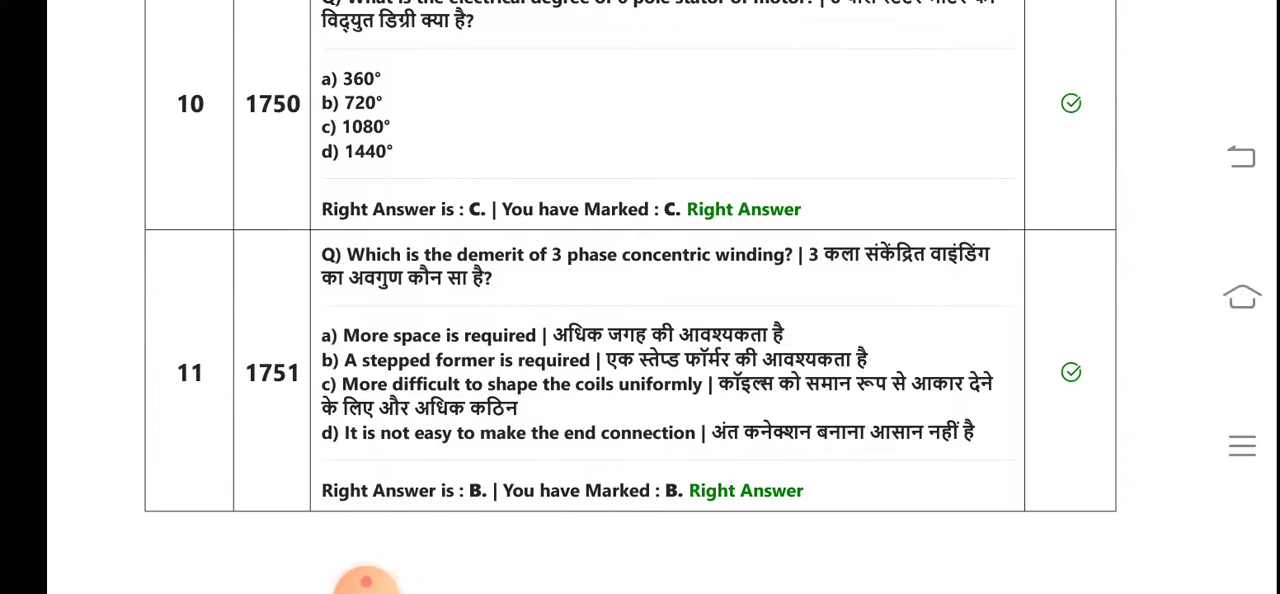 विद्युत डिग्री क्या है?
a) 360°
b) 720°
10
1750
c) 1080°
d) 1440°
Right Answer is : C. | You have Marked : C. Right Answer
Q) Which is the demerit of 3 phase concentric winding? | 3 कला संकेंद्रित वाइंडिंग
का अवगुण कौन सा है?
a) More space is required | अधिक जगह की आवश्यकता है
b) A stepped former is required | एक स्तेप्ड फॉर्मर की आवश्यकता है
11
1751
c) More difficult to shape the coils uniformly | कॉइल्स को समान रूप से आकार देने
के लिए और अधिक कठिन
d) It is not easy to make the end connection | अंत कनेक्शन बनाना आसान नहीं है
Right Answer is : B. | You have Marked : B. Right Answer